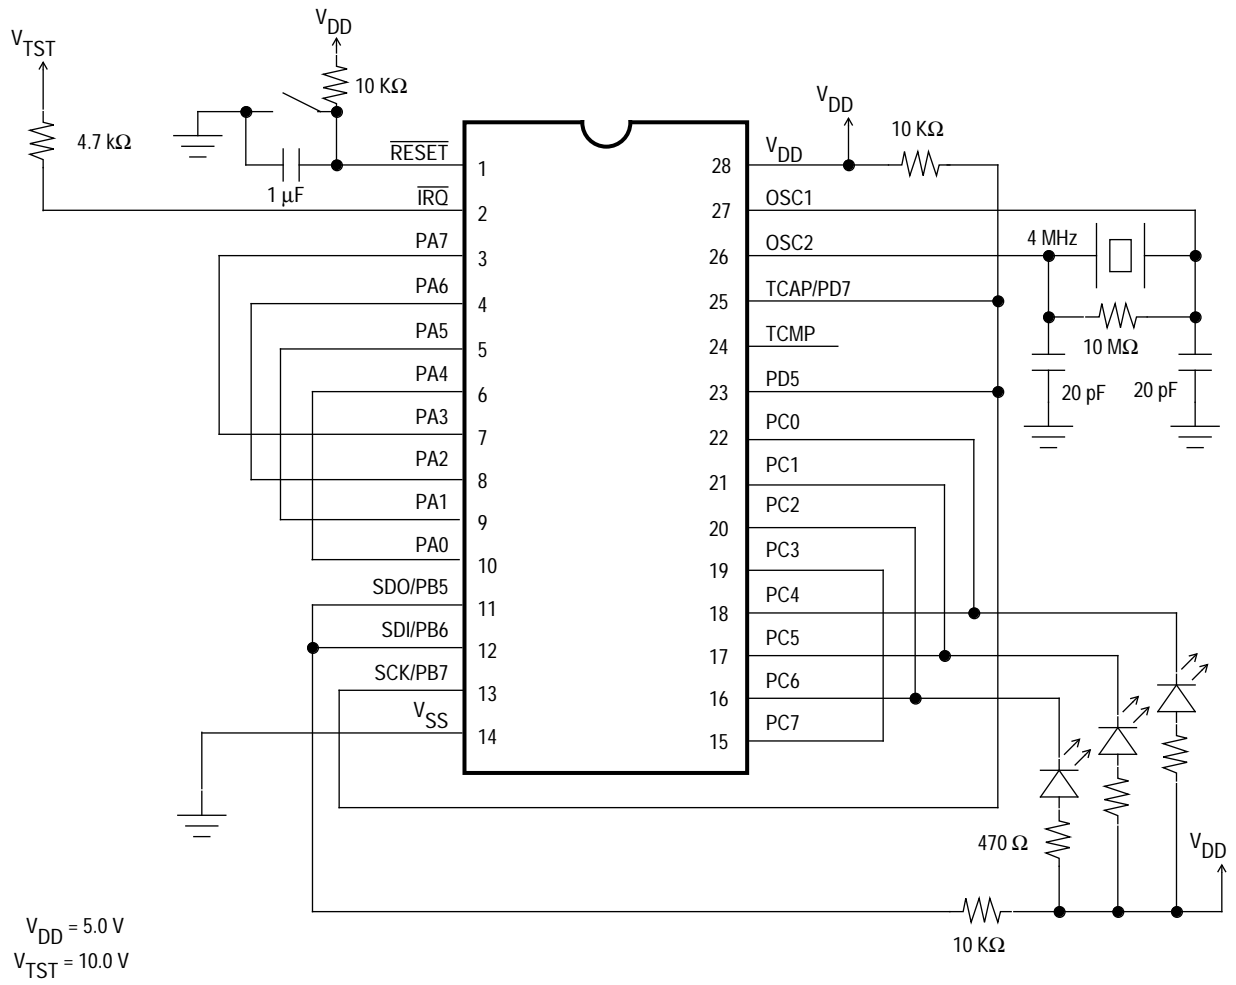 V_DD
V_TST
10 KΩ
4.7 kΩ
1 µF
V_DD
10 KΩ
RESET 1
IRQ 2
PA7 3
PA6 4
PA5 5
PA4 6
PA3 7
PA2 8
PA1 9
PA0 10
SDO/PB5 11
SDI/PB6 12
SCK/PB7 13
V_SS 14
28 V_DD
27 OSC1
26 OSC2
25 TCAP/PD7
24 TCMP
23 PD5
22 PC0
21 PC1
20 PC2
19 PC3
18 PC4
17 PC5
16 PC6
15 PC7
4 MHz
10 MΩ
20 pF
20 pF
470 Ω
V_DD
10 KΩ
V_DD = 5.0 V
V_TST = 10.0 V